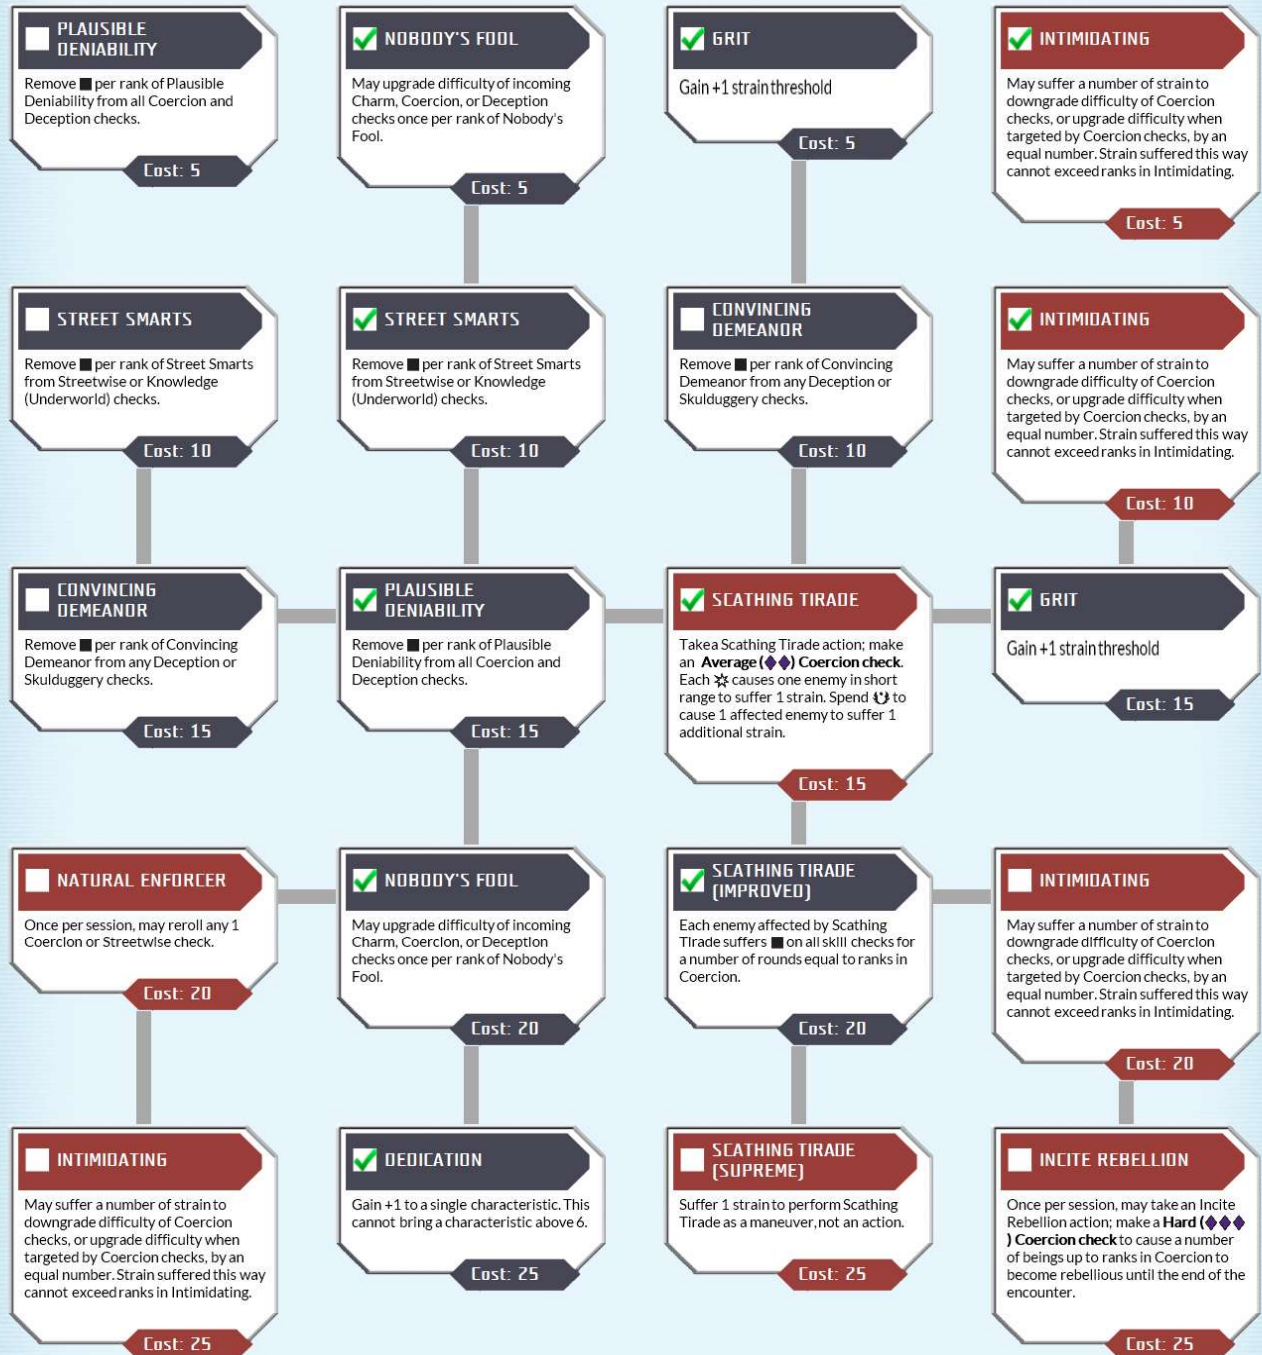 PLAUSIBLE
DENIABILITY
Remove ■ per rank of Plausible
Deniability from all Coercion and
Deception checks.
Cost: 5
NOBODY'S FOOL
May upgrade difficulty of incoming
Charm, Coercion, or Deception
checks once per rank of Nobody's
Fool.
Cost: 5
GRIT
Gain +1 strain threshold
Cost: 5
INTIMIDATING
May suffer a number of strain to
downgrade difficulty of Coercion
checks, or upgrade difficulty when
targeted by Coercion checks, by an
equal number. Strain suffered this way
cannot exceed ranks in Intimidating.
Cost: 5
STREET SMARTS
Remove ■ per rank of Street Smarts
from Streetwise or Knowledge
(Underworld) checks.
Cost: 10
STREET SMARTS
Remove ■ per rank of Street Smarts
from Streetwise or Knowledge
(Underworld) checks.
Cost: 10
CONVINCING
DEMEANOR
Remove ■ per rank of Convincing
Demeanor from any Deception or
Skulduggery checks.
Cost: 10
INTIMIDATING
May suffer a number of strain to
downgrade difficulty of Coercion
checks, or upgrade difficulty when
targeted by Coercion checks, by an
equal number. Strain suffered this way
cannot exceed ranks in Intimidating.
Cost: 10
CONVINCING
DEMEANOR
Remove ■ per rank of Convincing
Demeanor from any Deception or
Skulduggery checks.
Cost: 15
PLAUSIBLE
DENIABILITY
Remove ■ per rank of Plausible
Deniability from all Coercion and
Deception checks.
Cost: 15
SCATHING TIRADE
Takea Scathing Tirade action; make
an Average (◆◆) Coercion check.
Each causes one enemy in short
range to suffer 1 strain. Spend to
cause 1 affected enemy to suffer 1
additional strain.
Cost: 15
GRIT
Gain +1 strain threshold
Cost: 15
NATURAL ENFORCER
Once per session, may reroll any 1
Coercion or Streetwise check.
Cost: 20
NOBODY'S FOOL
May upgrade difficulty of incoming
Charm, Coercion, or Deception
checks once per rank of Nobody's
Fool.
Cost: 20
SCATHING TIRADE
(IMPROVED)
Each enemy affected by Scathing
Tirade suffers ■ on all skill checks for
a number of rounds equal to ranks in
Coercion.
Cost: 20
INTIMIDATING
May suffer a number of strain to
downgrade difficulty of Coercion
checks, or upgrade difficulty when
targeted by Coercion checks, by an
equal number. Strain suffered this way
cannot exceed ranks in Intimidating.
Cost: 20
INTIMIDATING
May suffer a number of strain to
downgrade difficulty of Coercion
checks, or upgrade difficulty when
targeted by Coercion checks, by an
equal number. Strain suffered this way
cannot exceed ranks in Intimidating.
Cost: 25
DEDICATION
Gain +1 to a single characteristic. This
cannot bring a characteristic above 6.
Cost: 25
SCATHING TIRADE
(SUPREME)
Suffer 1 strain to perform Scathing
Tirade as a maneuver, not an action.
Cost: 25
INCITE REBELLION
Once per session, may take an Incite
Rebellion action; make a Hard (◆◆◆
) Coercion check to cause a number
of beings up to ranks in Coercion to
become rebellious until the end of the
encounter.
Cost: 25